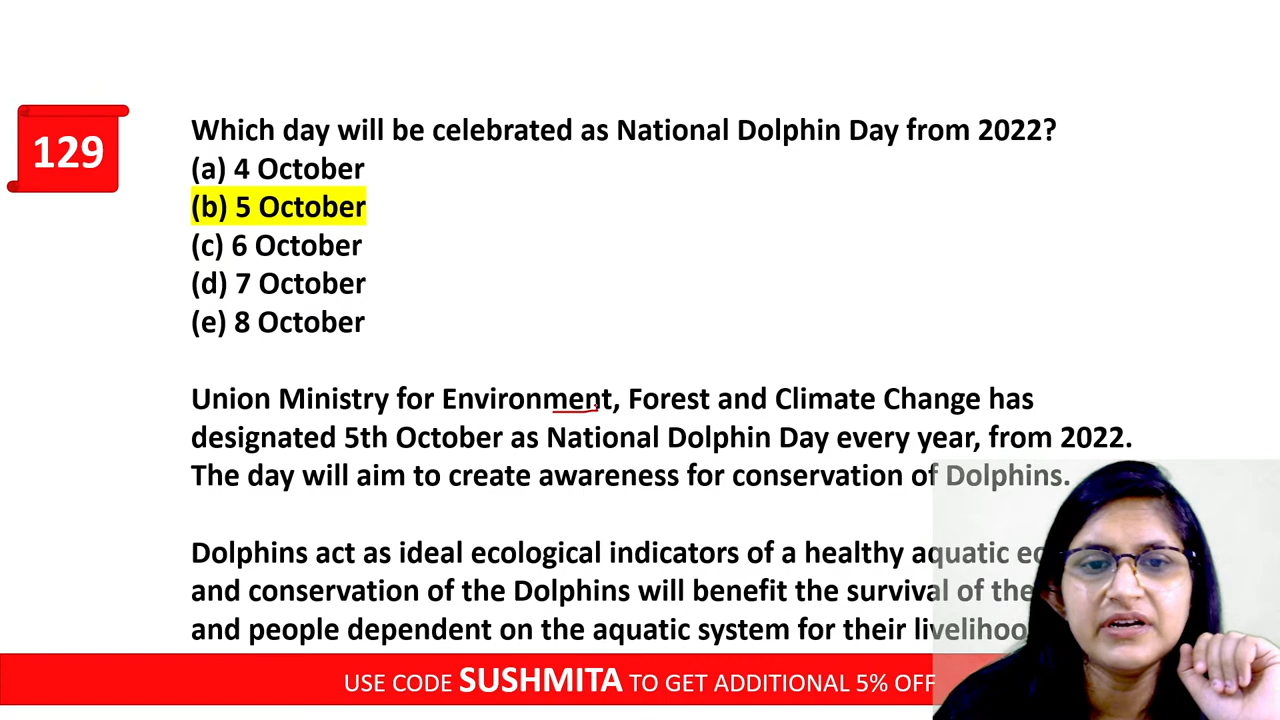 129
Which day will be celebrated as National Dolphin Day from 2022?
(a) 4 October
(b) 5 October
(c) 6 October
(d) 7 October
(e) 8 October
Union Ministry for Environment, Forest and Climate Change has
designated 5th October as National Dolphin Day every year, from 2022.
The day will aim to create awareness for conservation of Dolphins.
Dolphins act as ideal ecological indicators of a healthy aquatic
and conservation of the Dolphins will benefit the survival of the
and people dependent on the aquatic system for their
USE CODE SUSHMITA TO GET ADDITIONAL 5% OFF